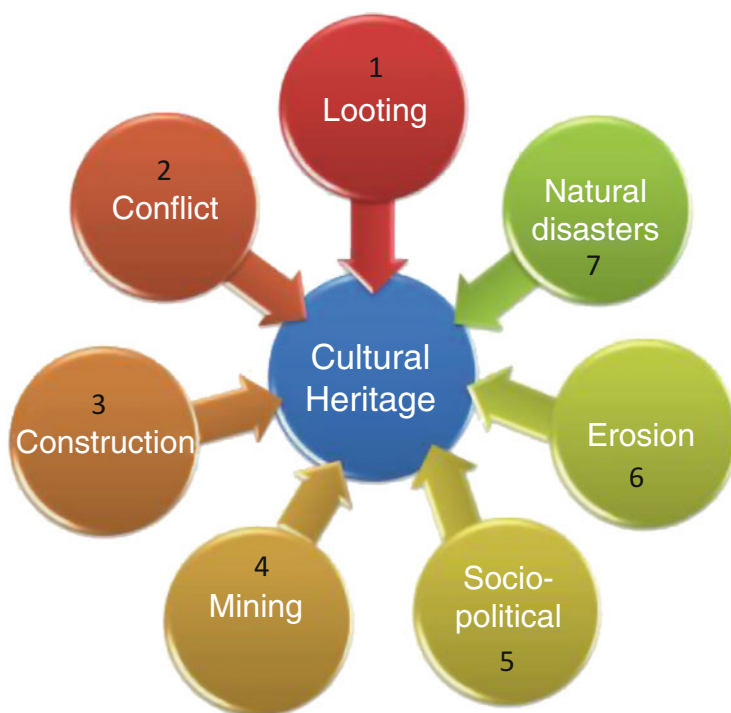 1
Looting
2
Conflict
3
Construction
4
Mining
Socio-
political
5
Erosion
6
Natural
disasters
7
Cultural
Heritage